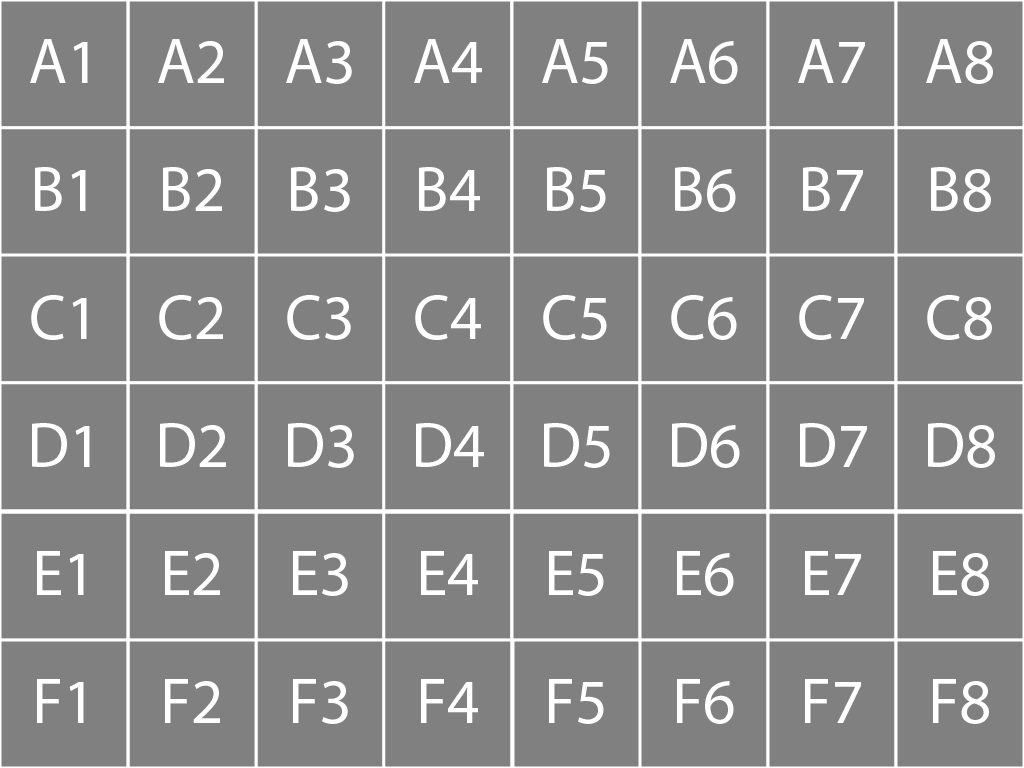 A1 A2 A3 A4 A5 A6 A7 A8
B1 B2 B3 B4 B5 B6 B7 B8
C1 C2 C3 C4 C5 C6 C7 C8
D1 D2 D3 D4 D5 D6 D7 D8
E1 E2 E3 E4 E5 E6 E7 E8
F1 F2 F3 F4 F5 F6 F7 F8